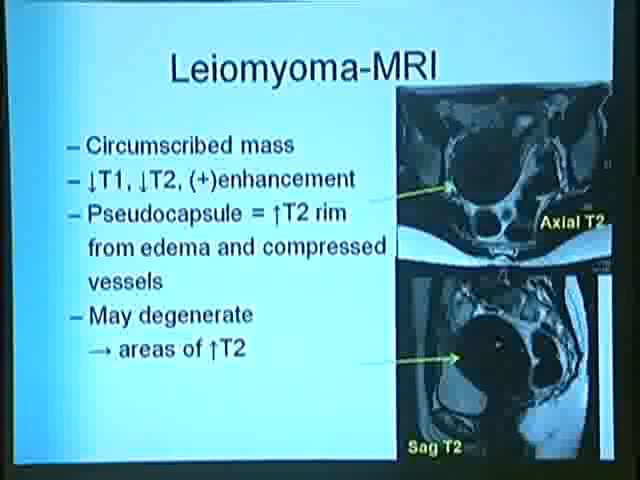 Leiomyoma-MRI
– Circumscribed mass
– ↓T1, ↓T2, (+)enhancement
– Pseudocapsule = ↑T2 rim
from edema and compressed
vessels
– May degenerate
→ areas of ↑T2
Axial T2
Sag T2